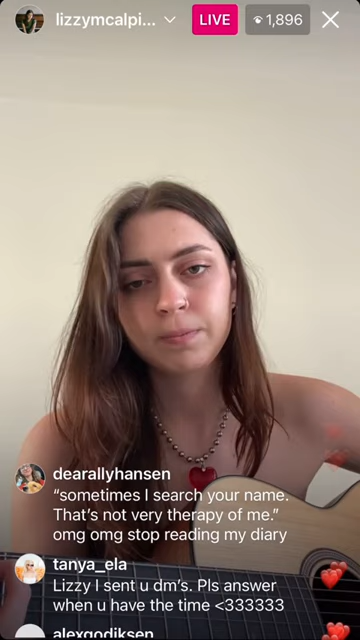 lizzymcalpi...
LIVE
1,896
dearallyhansen
“sometimes I search your name.
That’s not very therapy of me.”
omg omg stop reading my diary
tanya_ela
Lizzy I sent u dm’s. Pls answer
when u have the time <333333
alexgodiksen